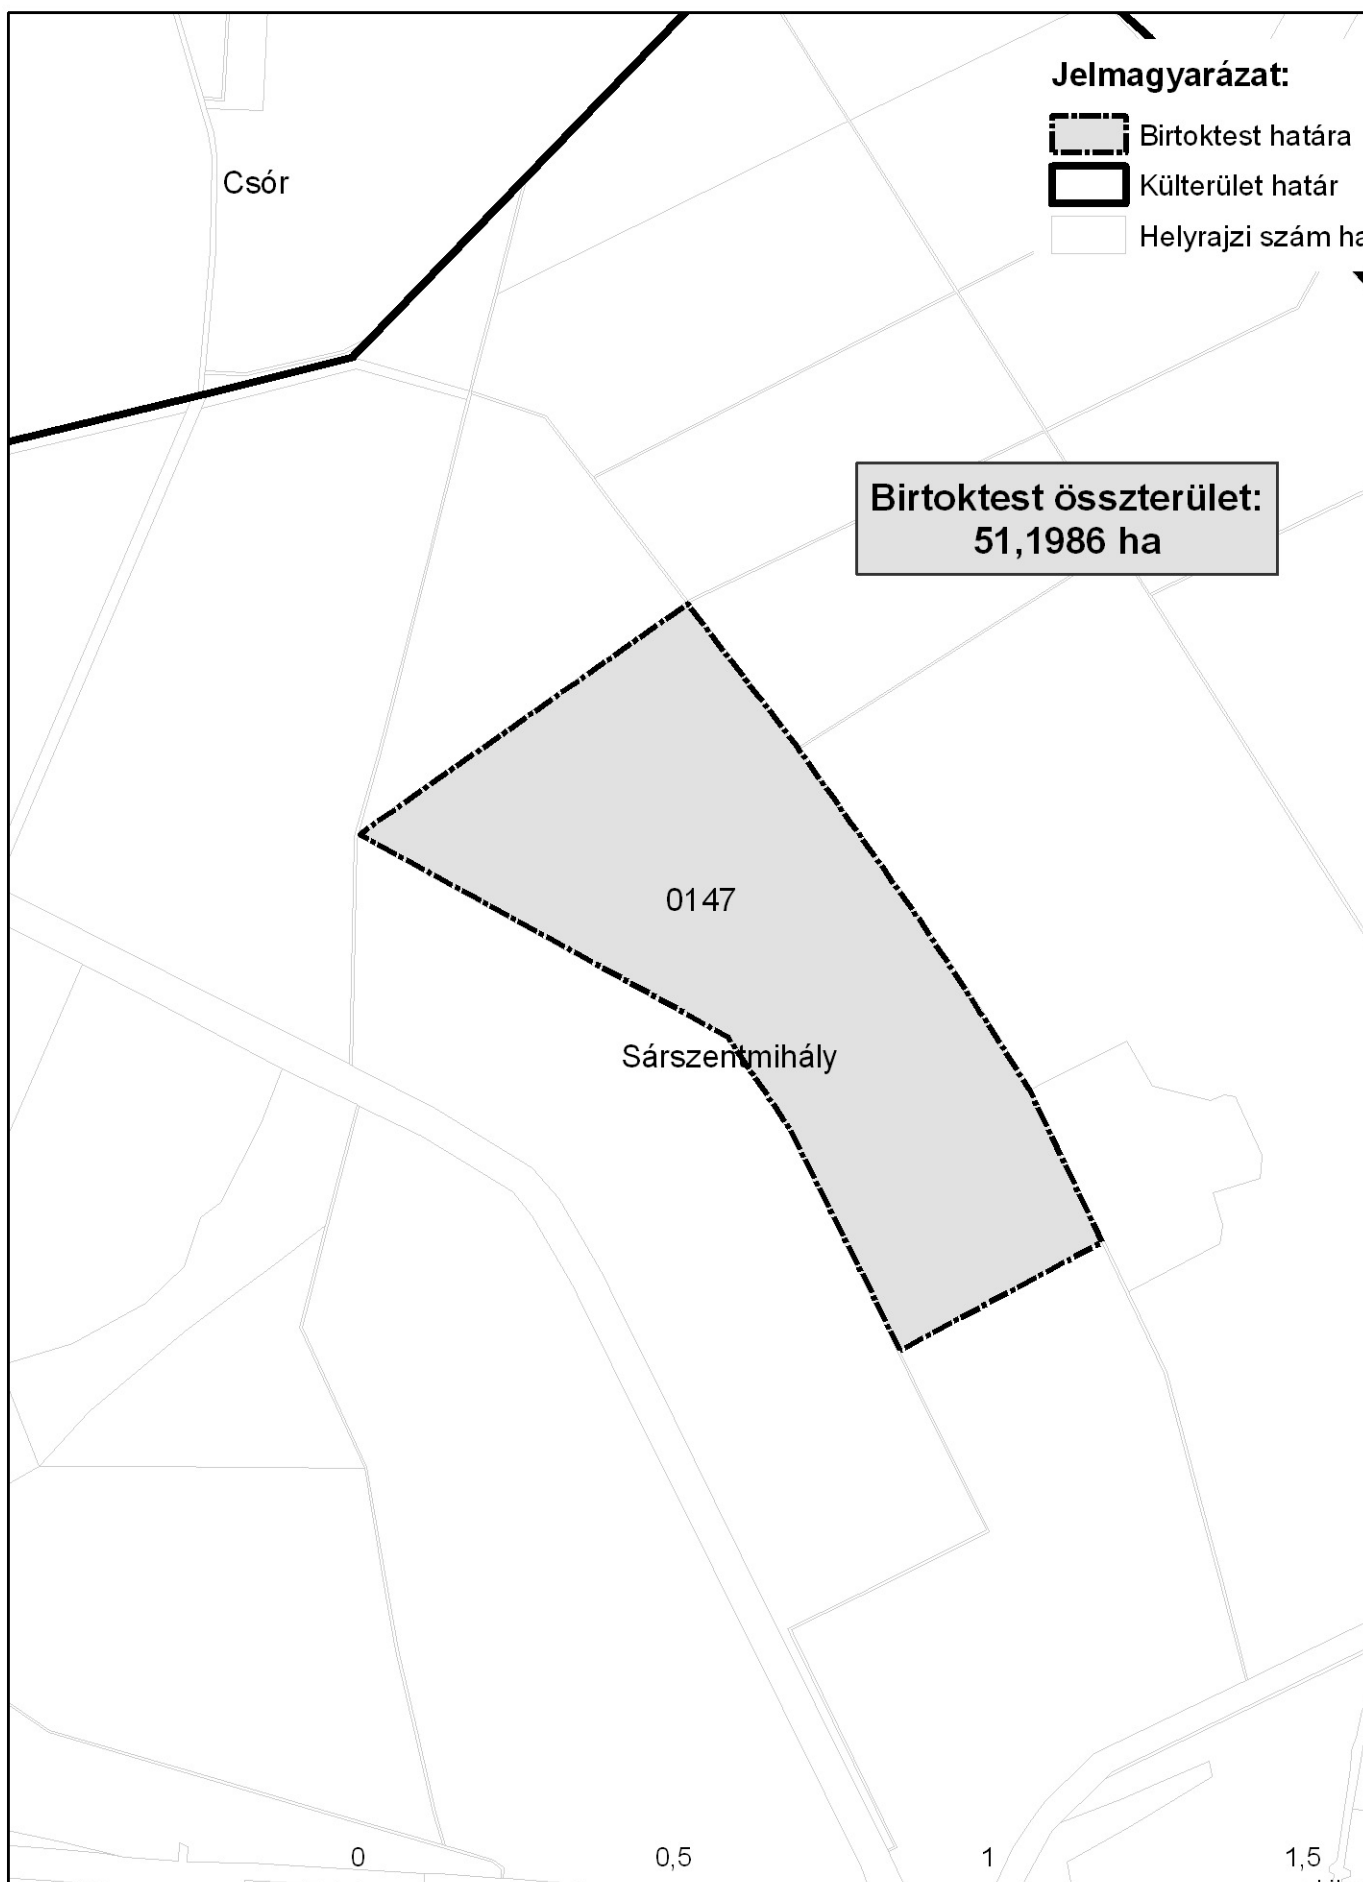 Jelmagyarázat:
Birtoktest határa
Külterület határ
Helyrajzi szám
Csór
Birtoktest összterület:
51,1986 ha
0147
Sárszentmihály
0 0,5 1 1,5